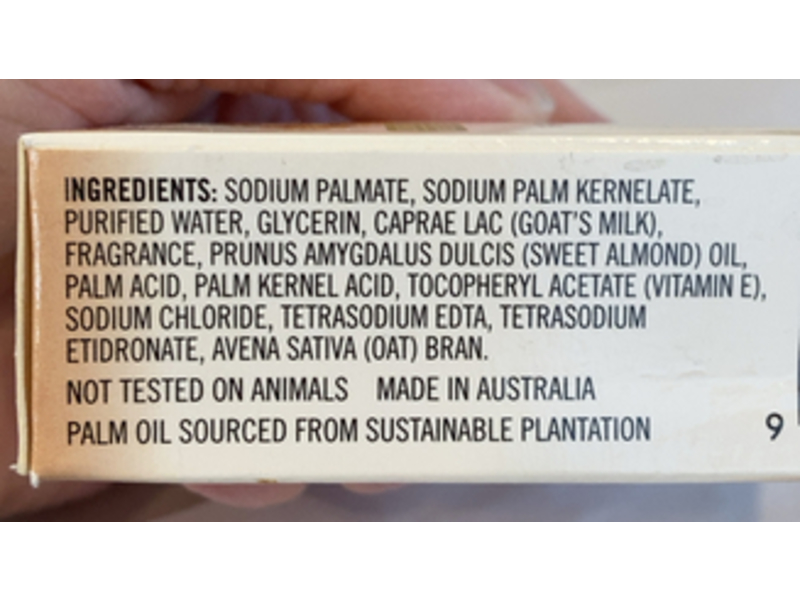 INGREDIENTS: SODIUM PALMATE, SODIUM PALM KERNELATE,
PURIFIED WATER, GLYCERIN, CAPRAE LAC (GOAT'S MILK),
FRAGRANCE, PRUNUS AMYGDALUS DULCIS (SWEET ALMOND) OIL,
PALM ACID, PALM KERNEL ACID, TOCOPHERYL ACETATE (VITAMIN E),
SODIUM CHLORIDE, TETRASODIUM EDTA, TETRASODIUM
ETIDRONATE, AVENA SATIVA (OAT) BRAN.
NOT TESTED ON ANIMALS MADE IN AUSTRALIA
PALM OIL SOURCED FROM SUSTAINABLE PLANTATION 9